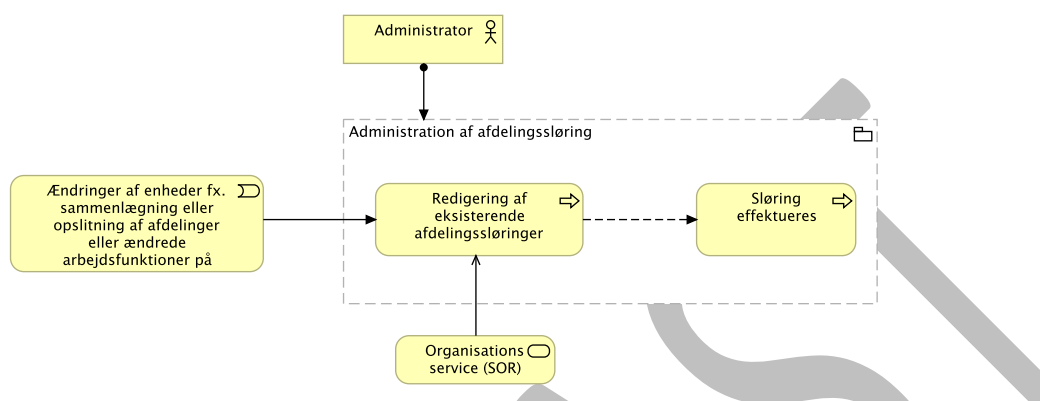 Administrator
Administration af afdelingssløring
Ændringer af enheder fx.
sammenlægning eller
opslitning af afdelinger
eller ændrede
arbejdsfunktioner på
Redigering af
eksisterende
afdelingssløringer
Sløring
effektueres
Organisations
service (SOR)